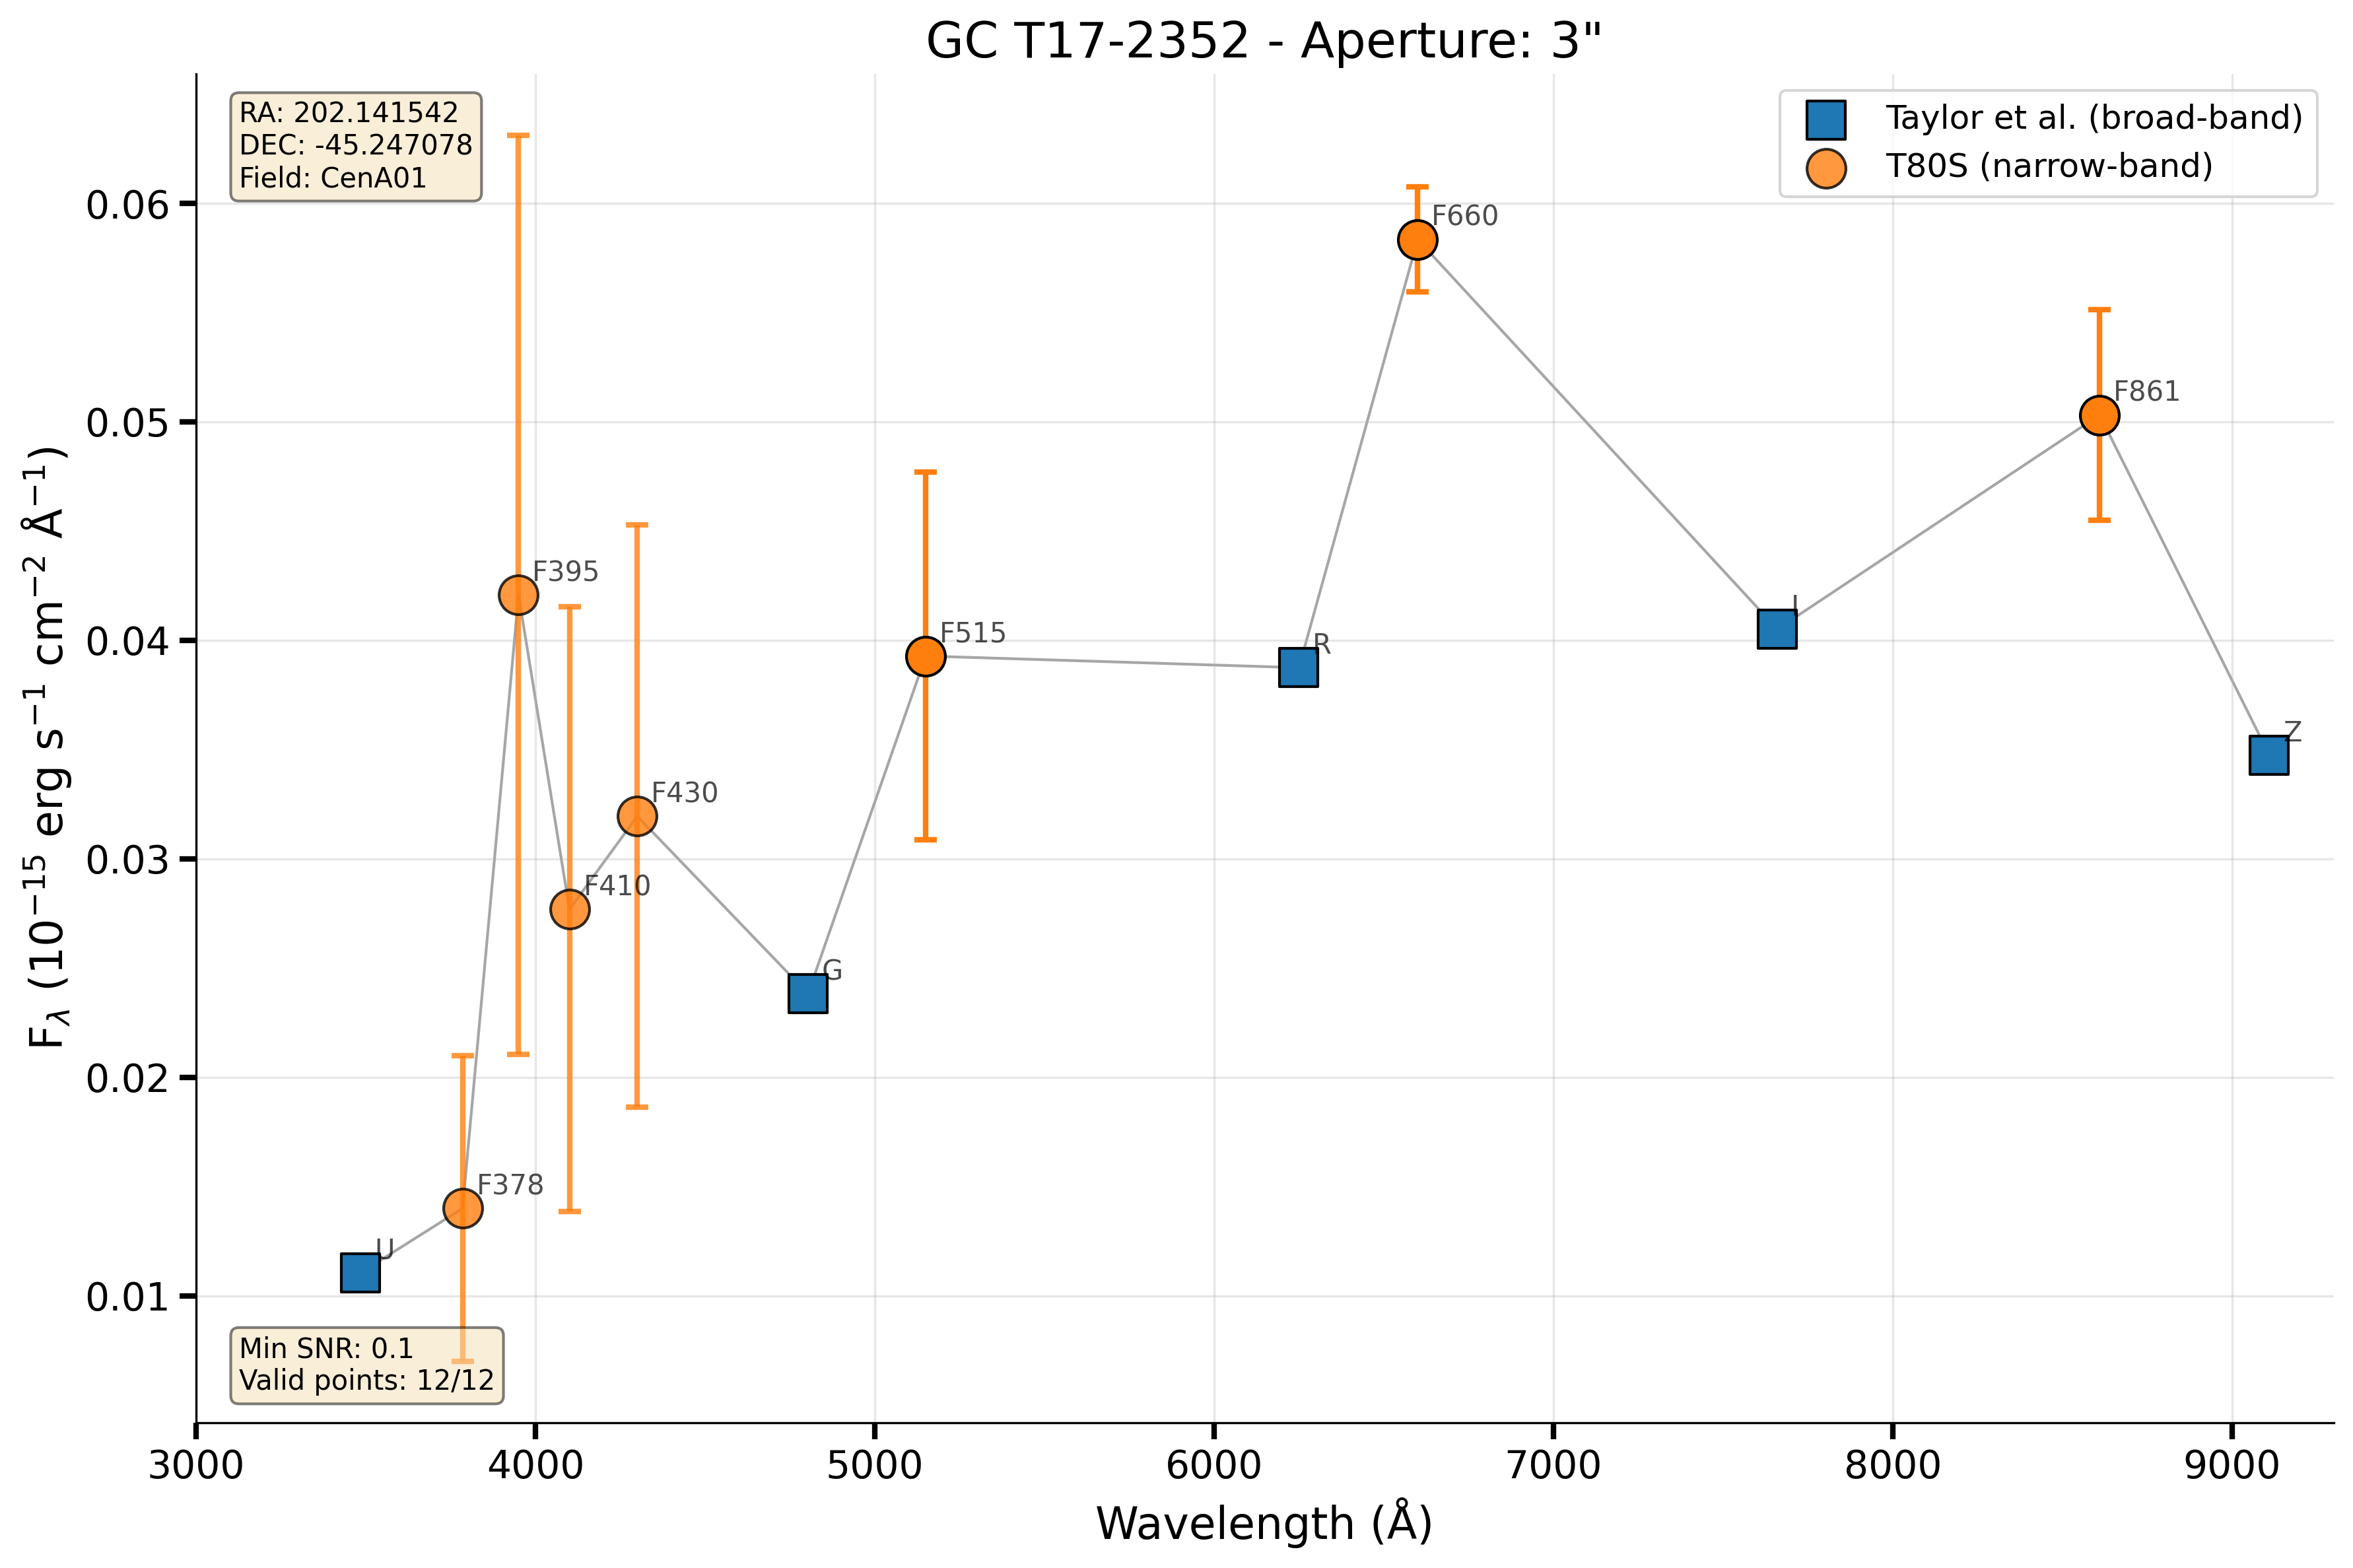 GC T17-2352 - Aperture: 3"
RA: 202.141542
DEC: -45.247078
Field: CenA01
Taylor et al. (broad-band)
T80S (narrow-band)
F660
F861
F395
F515
F430
F410
F378
U
G
R
I
Z
Min SNR: 0.1
Valid points: 12/12
0.06
0.05
0.04
0.03
0.02
0.01
F$_{λ}$ (10$^{−15}$ erg s$^{−1}$ cm$^{−2}$ Å$^{−1}$)
3000 4000 5000 6000 7000 8000 9000
Wavelength (Å)